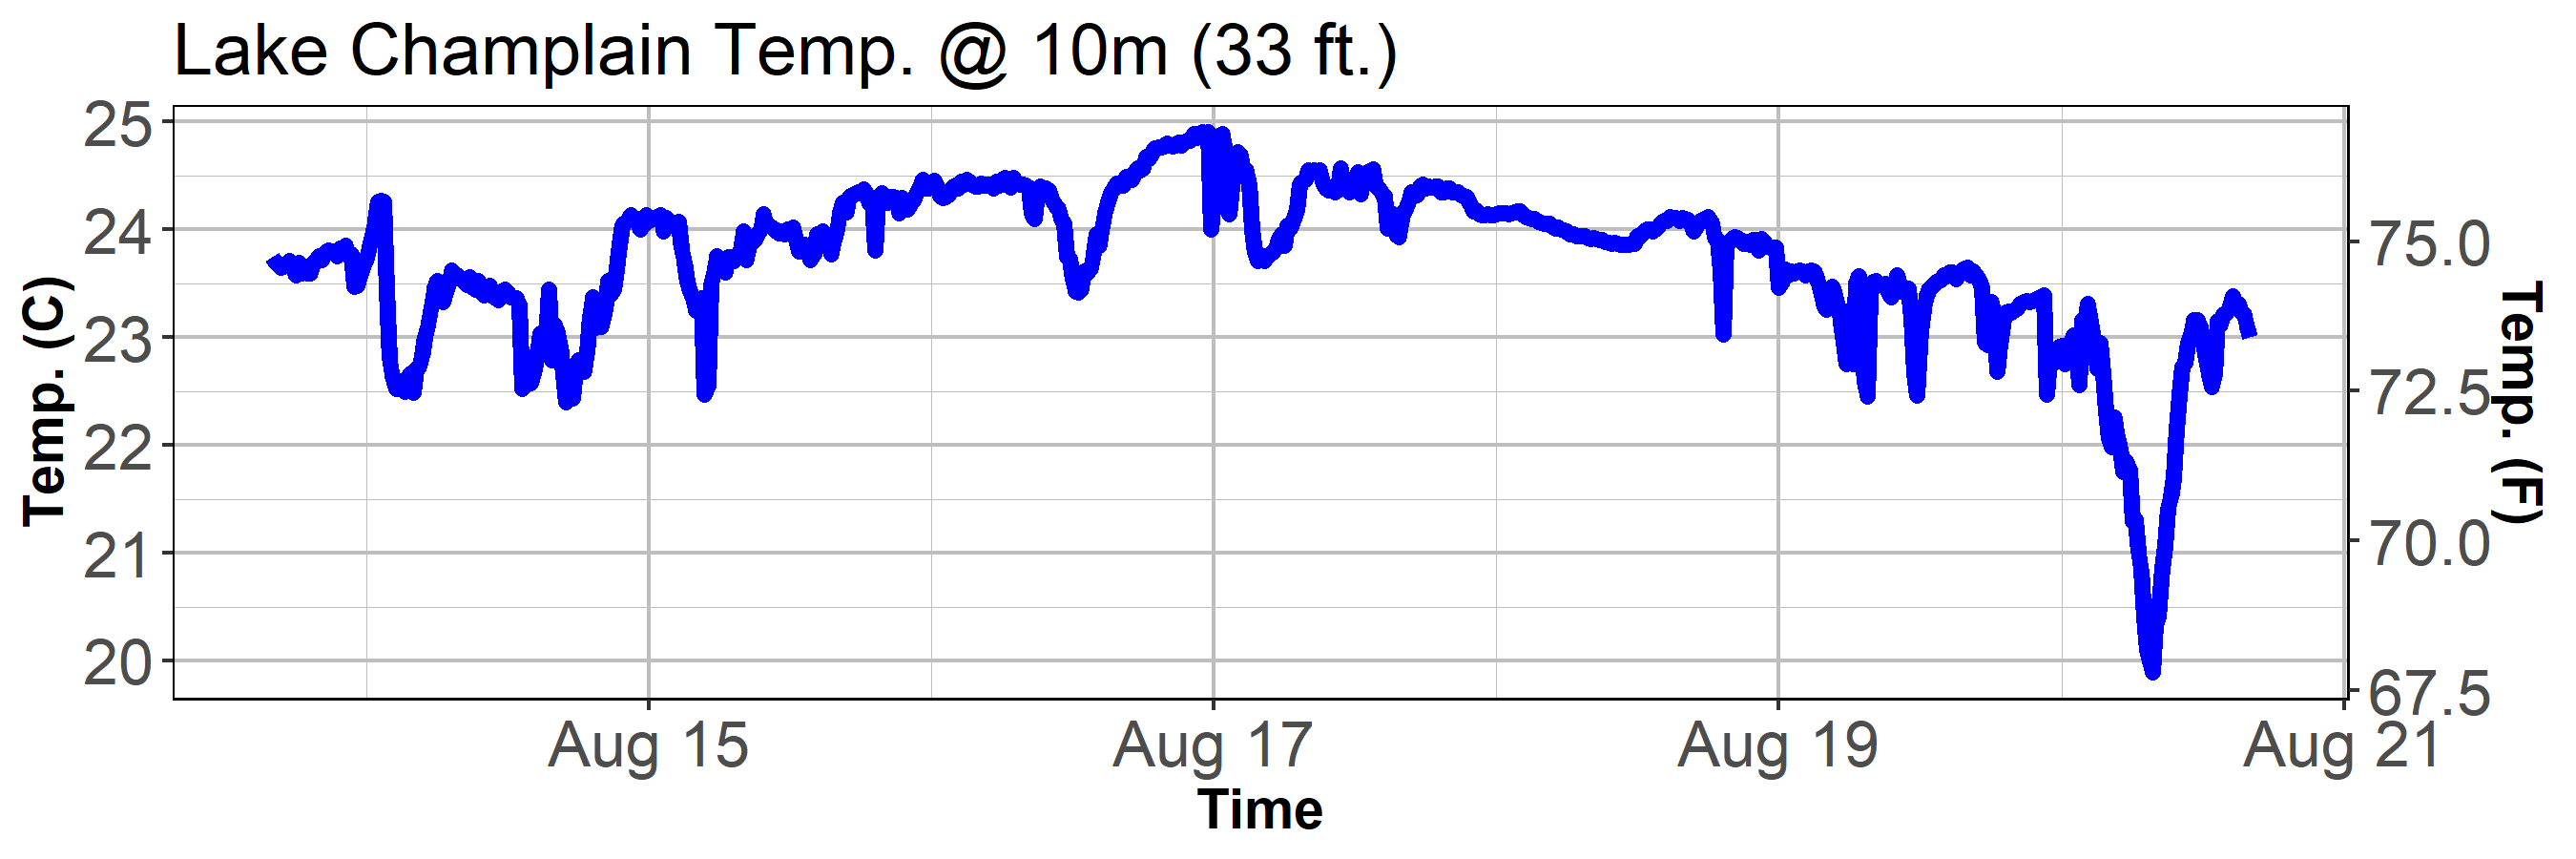 Lake Champlain Temp. @ 10m (33 ft.)
Temp. (C)
25
24
23
22
21
20
75.0
72.5
70.0
67.5
Temp. (F)
Aug 15
Aug 17
Aug 19
Aug 21
Time